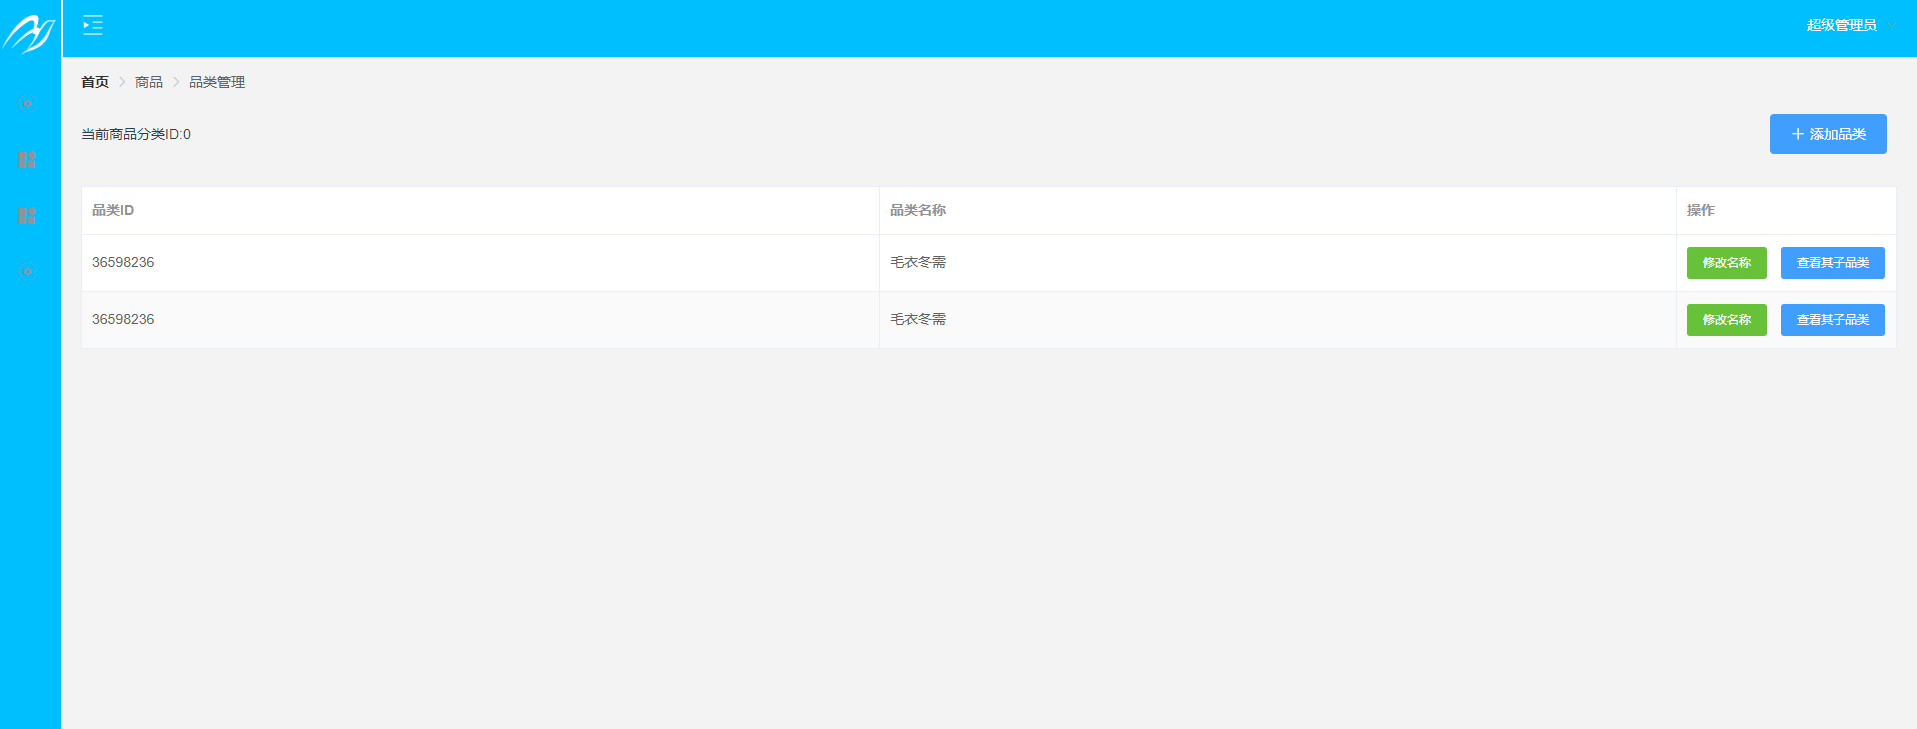 超级管理员
首页 商品 品类管理
当前商品分类ID:0
添加品类
品类ID 品类名称 操作
36598236 毛衣冬需 修改名称 查看其子品类
36598236 毛衣冬需 修改名称 查看其子品类